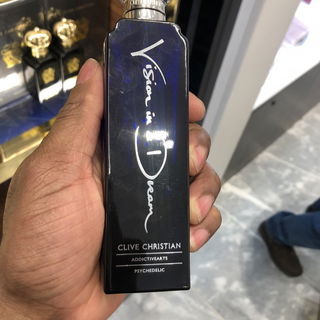 Vision in a Dream
CLIVE CHRISTIAN
ADDICTIVE ARTS
PSYCHEDELIC